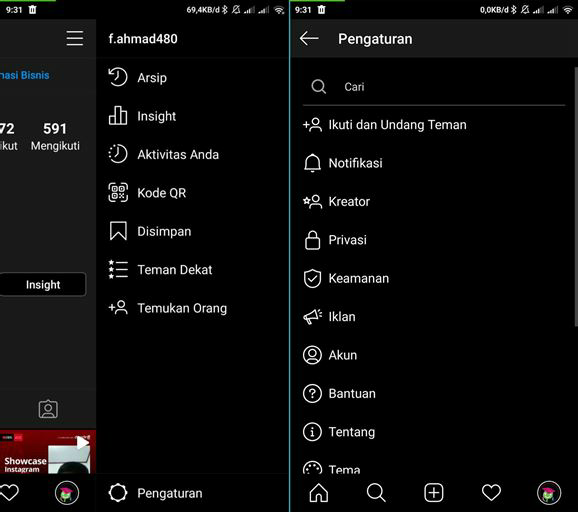 9:31
69,4KB/d
f.ahmad480
Arsip
Insight
Aktivitas Anda
Kode QR
Disimpan
Teman Dekat
Temukan Orang
Pengaturan
masi Bisnis
72
591
ikut
Mengikuti
Insight
Showcase
Instagram
9:31
0,0KB/d
Pengaturan
Cari
Ikuti dan Undang Teman
Notifikasi
Kreator
Privasi
Keamanan
Iklan
Akun
Bantuan
Tentang
Tema